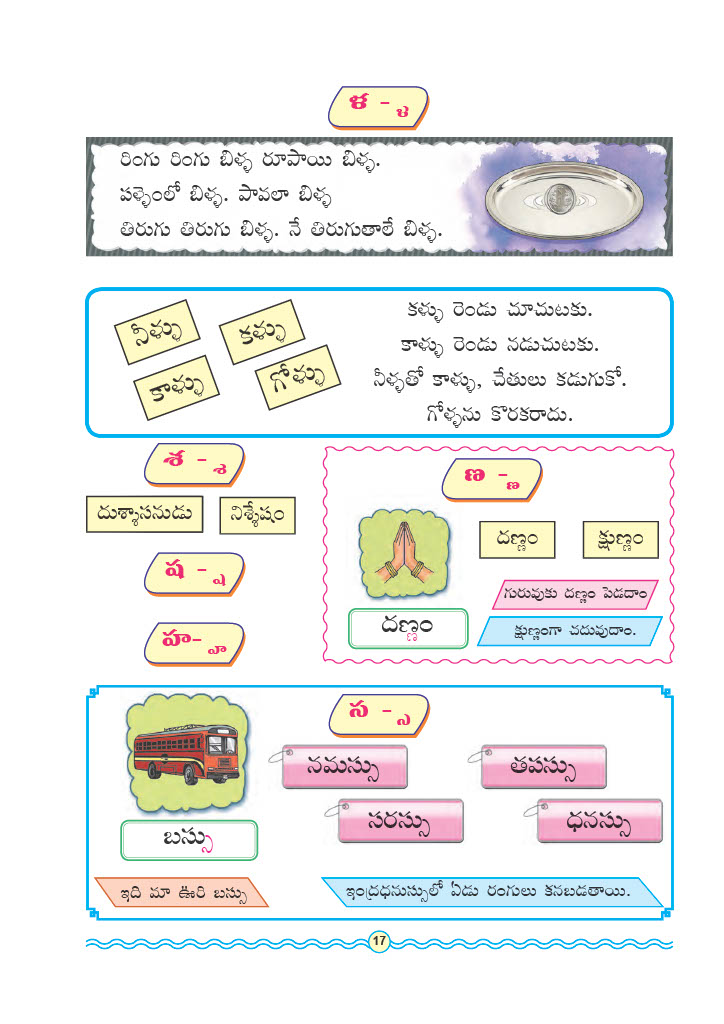 ళ - ్ళ
రింగు రింగు బిళ్ళ రూపాయి బిళ్ళ.
పళ్ళెంలో బిళ్ళ. పావలా బిళ్ళ
తిరుగు తిరుగు బిళ్ళ. నే తిరుగుతాలే బిళ్ళ.
నీళ్ళు
కళ్ళు
కాళ్ళు
గోళ్ళు
కళ్ళు రెండు చూచుటకు.
కాళ్ళు రెండు నడుచుటకు.
నీళ్ళతో కాళ్ళు, చేతులు కడుగుకో.
గోళ్ళను కొరకరాదు.
శ - ్శ
దుశ్శాసనుడు
నిశ్శేషం
ష - ్ష
హ- ్హ
ణ - ్ణ
దణ్ణం
క్షుణ్ణం
గురువుకు దణ్ణం పెడదాం
దణ్ణం
క్షుణ్ణంగా చదువుదాం.
స - ్స
నమస్సు
తపస్సు
సరస్సు
ధనస్సు
బస్సు
ఇది మా ఊరి బస్సు
ఇంద్రధనుస్సులో ఏడు రంగులు కనబడతాయి.
17